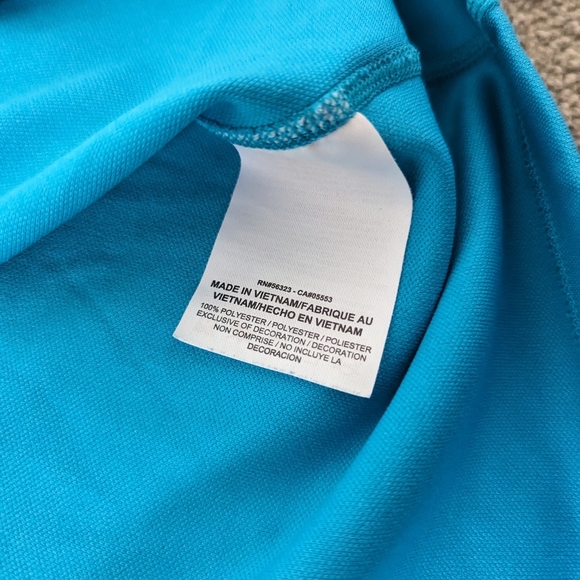 RN#56323 - CA#05553
MADE IN VIETNAM/FABRIQUE AU
VIETNAM/HECHO EN VIETNAM
100% POLYESTER / POLYESTER / POLIESTER
EXCLUSIVE OF DECORATION / DECORATION
NON COMPRISE / NO INCLUYE LA
DECORACION